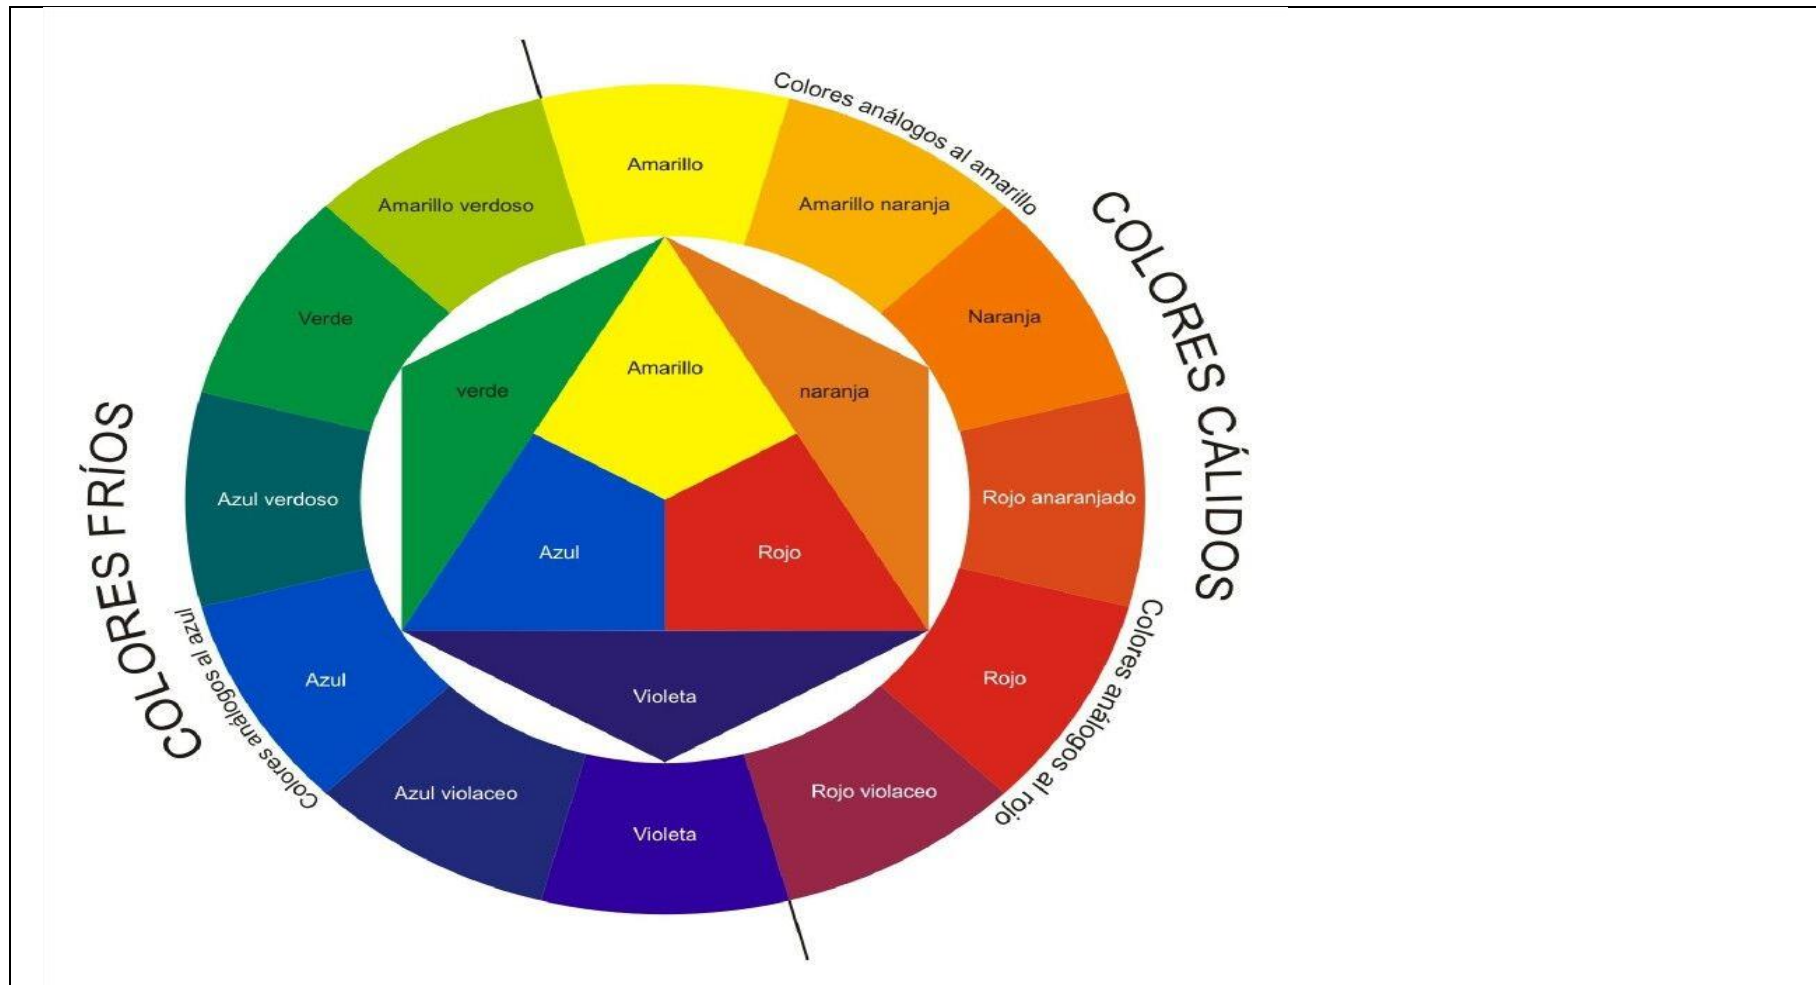 Colores análogos al amarillo
Amarillo
Amarillo verdoso
Amarillo naranja
COLORES CÁLIDOS
Verde
Naranja
Amarillo
verde
naranja
COLORES FRÍOS
Azul verdoso
Rojo anaranjado
Azul
Rojo
Colores análogos al azul
Colores análogos al rojo
Azul
Rojo
Violeta
Azul violaceo
Rojo violaceo
Violeta